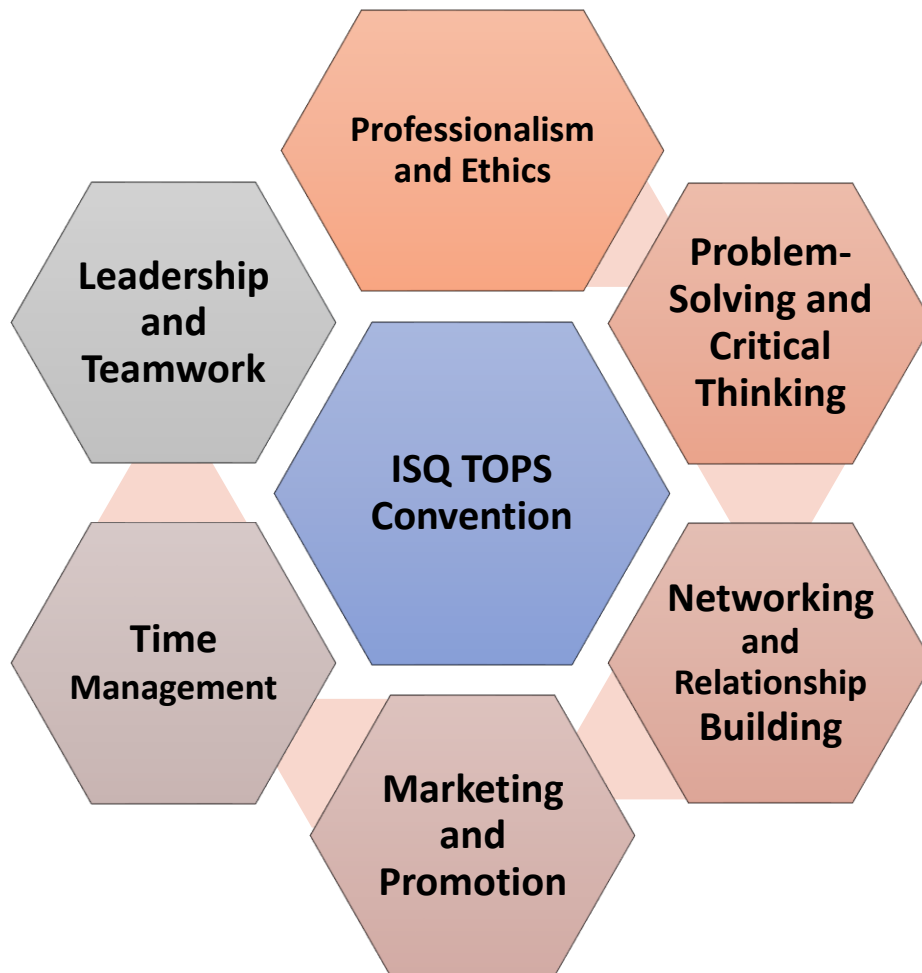 Professionalism
and Ethics
Problem-
Solving and
Critical
Thinking
Networking
and
Relationship
Building
Marketing
and
Promotion
Time
Management
Leadership
and
Teamwork
ISQ TOPS
Convention